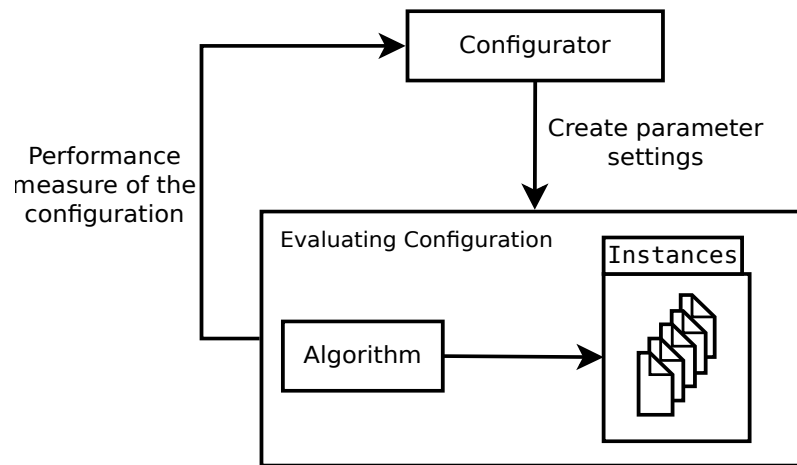 Configurator
Create parameter
settings
Performance
measure of the
configuration
Evaluating Configuration
Instances
Algorithm